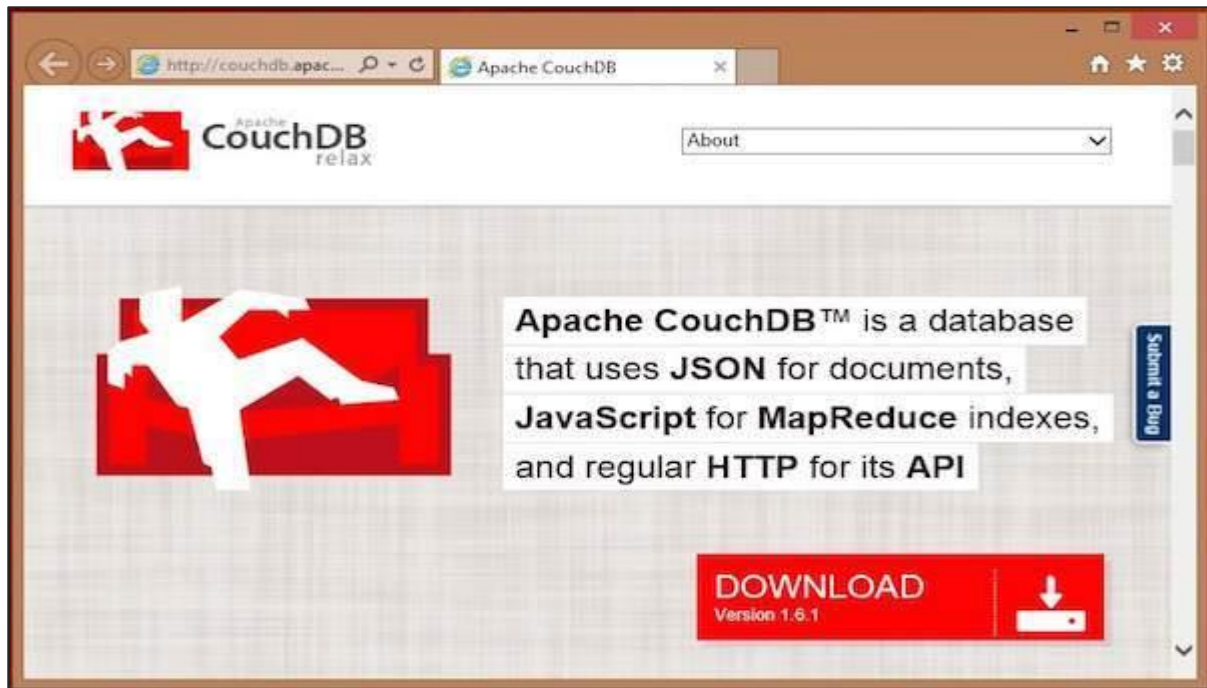 http://couchdb.apac...
Apache CouchDB
Apache
CouchDB
relax
About
Apache CouchDB™ is a database
that uses JSON for documents,
JavaScript for MapReduce indexes,
and regular HTTP for its API
Submit a Bug
DOWNLOAD
Version 1.6.1